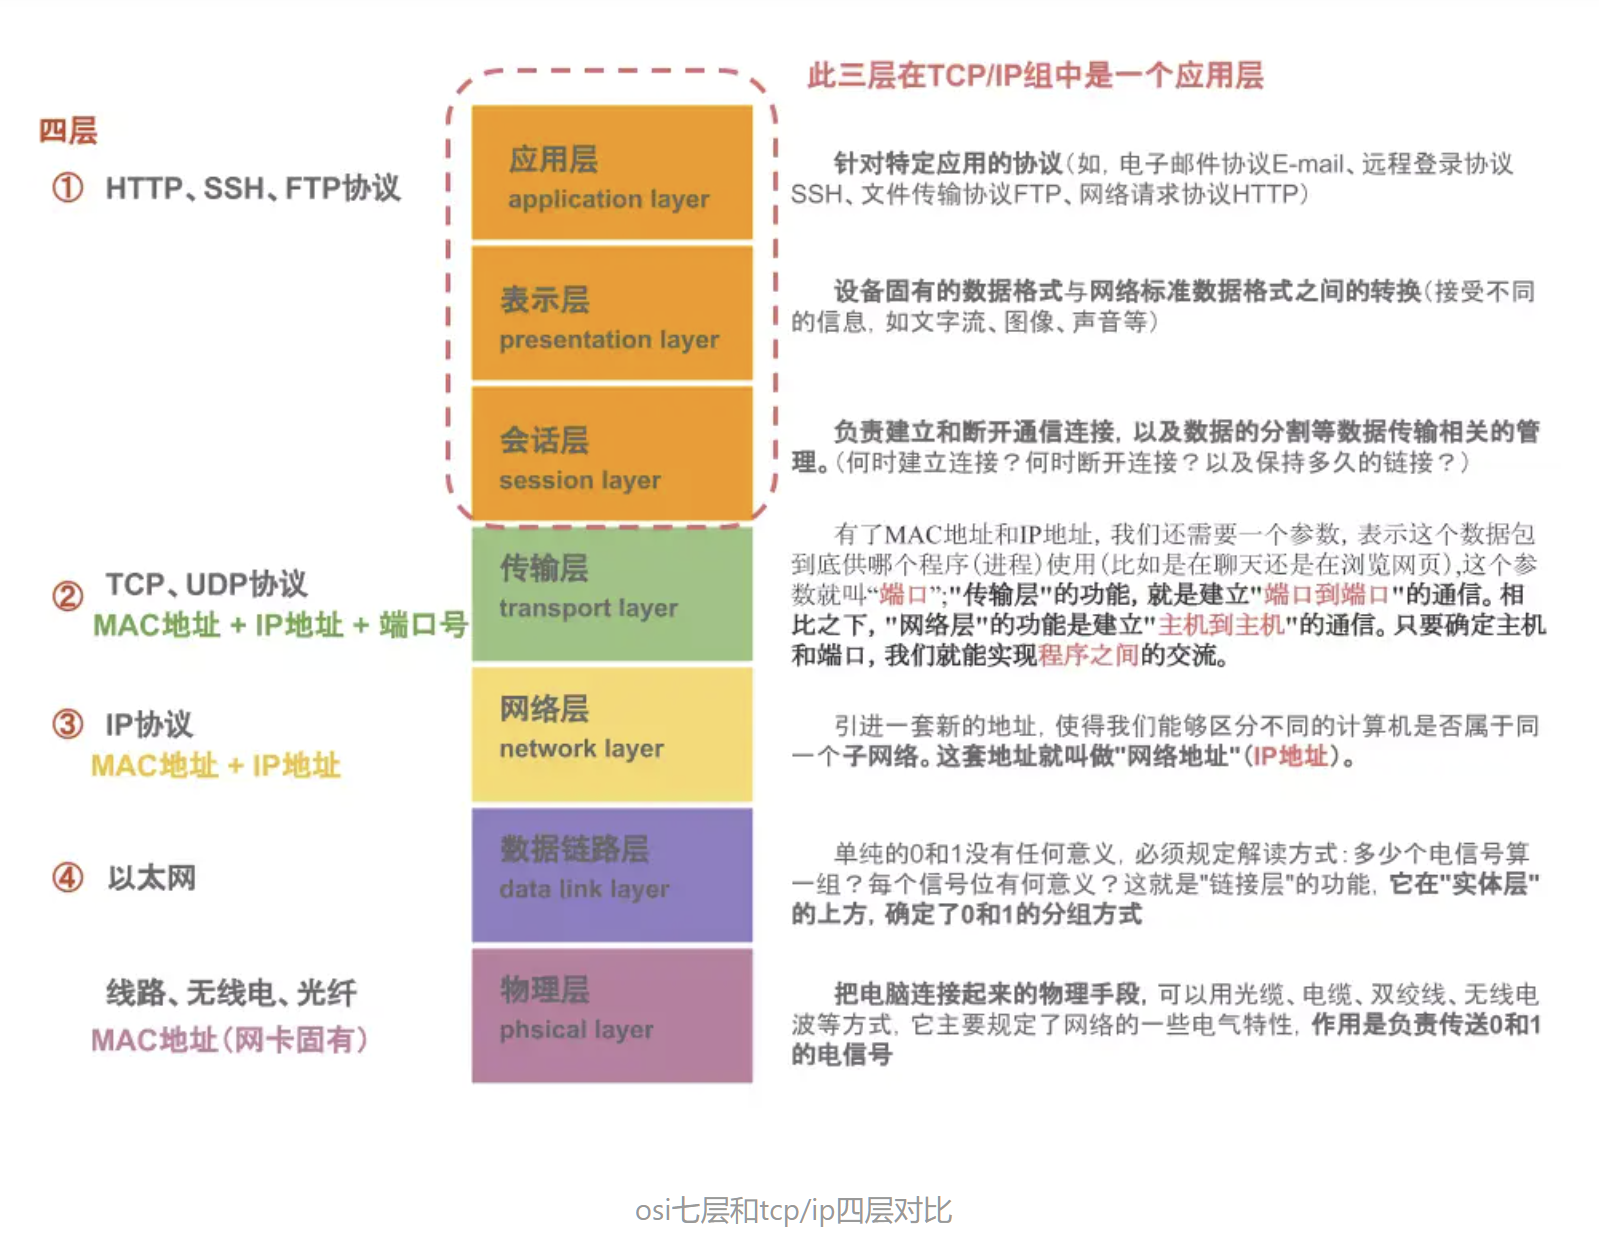 此三层在TCP/IP组中是一个应用层
四层
① HTTP、SSH、FTP协议
应用层
application layer
针对特定应用的协议（如，电子邮件协议E-mail、远程登录协议
SSH、文件传输协议FTP、网络请求协议HTTP）
表示层
presentation layer
设备固有的数据格式与网络标准数据格式之间的转换（接受不同
的信息，如文字流、图像、声音等）
会话层
session layer
负责建立和断开通信连接，以及数据的分割等数据传输相关的管
理。（何时建立连接？何时断开连接？以及保持多久的链接？）
② TCP、UDP协议
MAC地址 + IP地址 + 端口号
传输层
transport layer
有了MAC地址和IP地址，我们还需要一个参数，表示这个数据包
到底供哪个程序（进程）使用（比如是在聊天还是在浏览网页），这个参
数就叫“端口”；"传输层"的功能，就是建立"端口到端口"的通信。相
比之下，"网络层"的功能是建立"主机到主机"的通信。只要确定主机
和端口，我们就能实现程序之间的交流。
③ IP协议
MAC地址 + IP地址
网络层
network layer
引进一套新的地址，使得我们能够区分不同的计算机是否属于同
一个子网络。这套地址就叫做"网络地址"（IP地址）。
④ 以太网
数据链路层
data link layer
单纯的0和1没有任何意义，必须规定解读方式：多少个电信号算
一组？每个信号位有何意义？这就是"链接层"的功能，它在"实体层"
的上方，确定了0和1的分组方式
线路、无线电、光纤
MAC地址（网卡固有）
物理层
phsical layer
把电脑连接起来的物理手段，可以用光缆、电缆、双绞线、无线电
波等方式，它主要规定了网络的一些电气特性，作用是负责传送0和1
的电信号
osi七层和tcp/ip四层对比